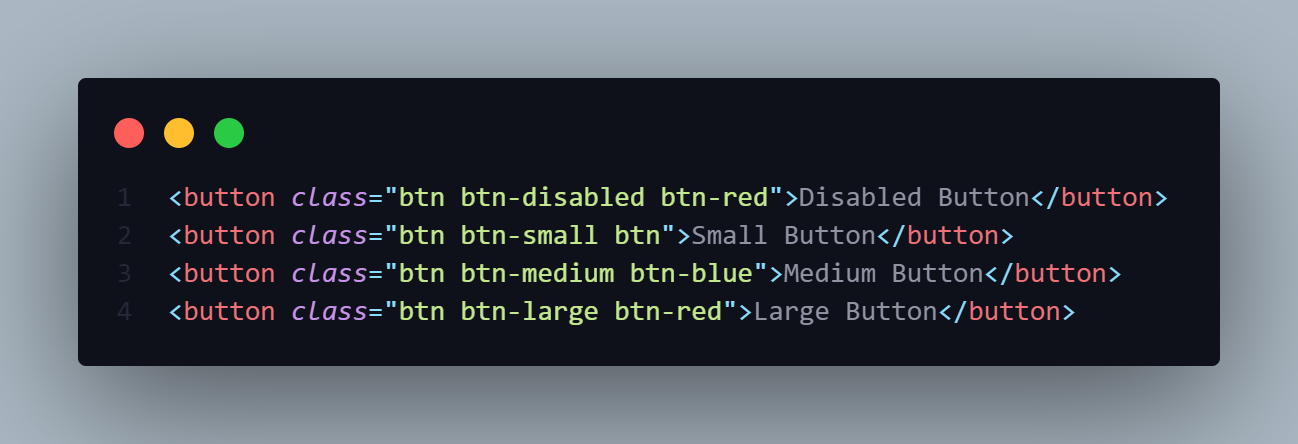 1 <button class="btn btn-disabled btn-red">Disabled Button</button>
2 <button class="btn btn-small btn">Small Button</button>
3 <button class="btn btn-medium btn-blue">Medium Button</button>
4 <button class="btn btn-large btn-red">Large Button</button>